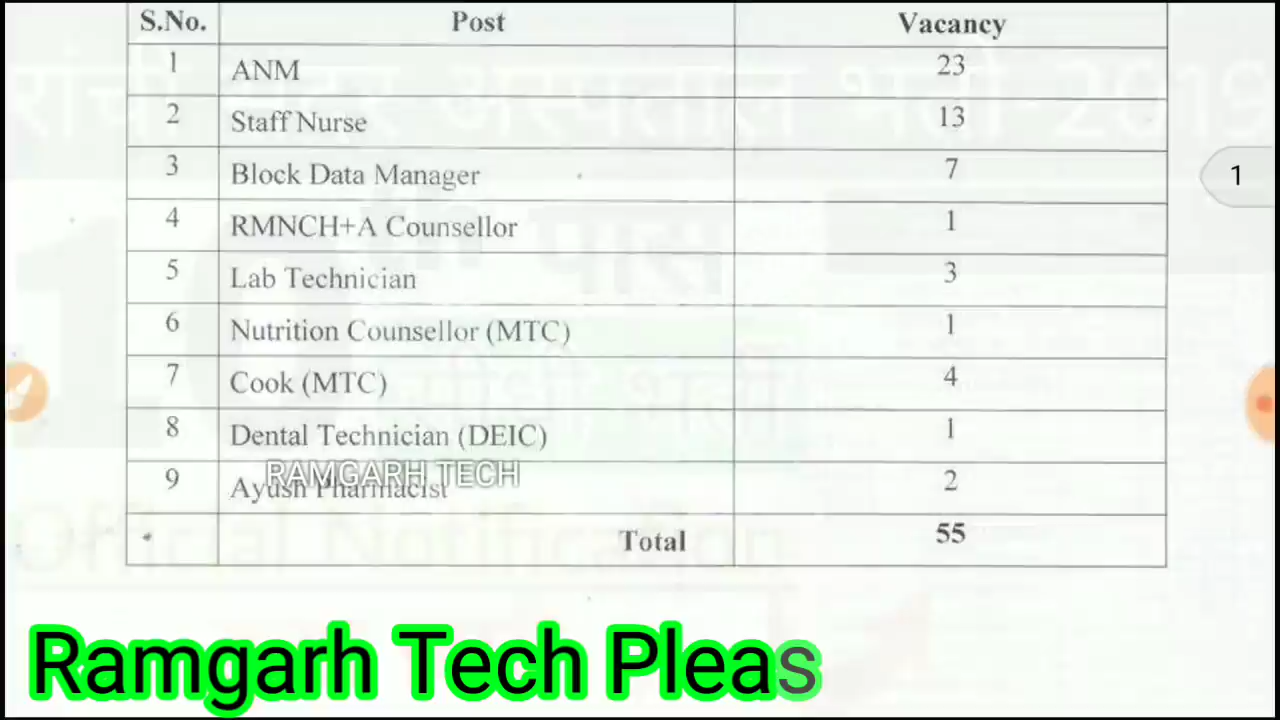 S.No. Post Vacancy
1 ANM 23
2 Staff Nurse 13
3 Block Data Manager 7
4 RMNCH+A Counsellor 1
5 Lab Technician 3
6 Nutrition Counsellor (MTC) 1
7 Cook (MTC) 4
8 Dental Technician (DEIC) 1
9 Ayush Pharmacist 2
Total 55
1
RAMGARH TECH
Official Notification
Ramgarh Tech Pleas